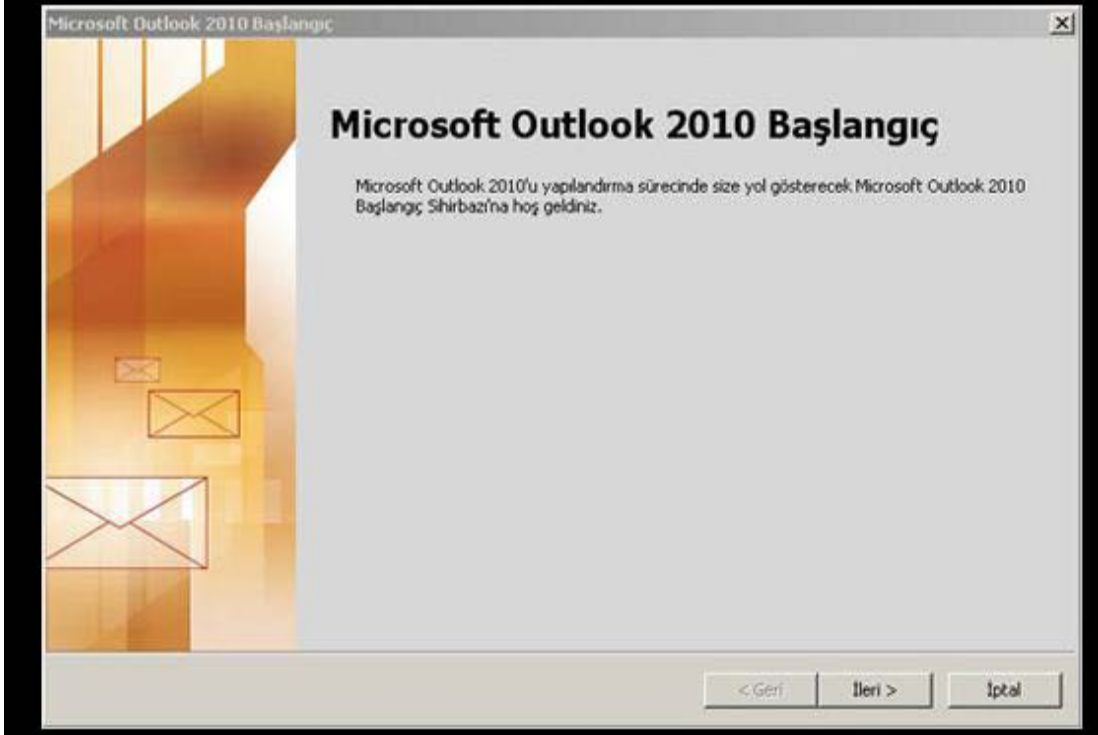 Microsoft Outlook 2010 Başlangıç
Microsoft Outlook 2010 Başlangıç
Microsoft Outlook 2010'u yapılandırma sürecinde size yol gösterecek Microsoft Outlook 2010
Başlangıç Sihirbazı'na hoş geldiniz.
< Geri
İleri >
İptal